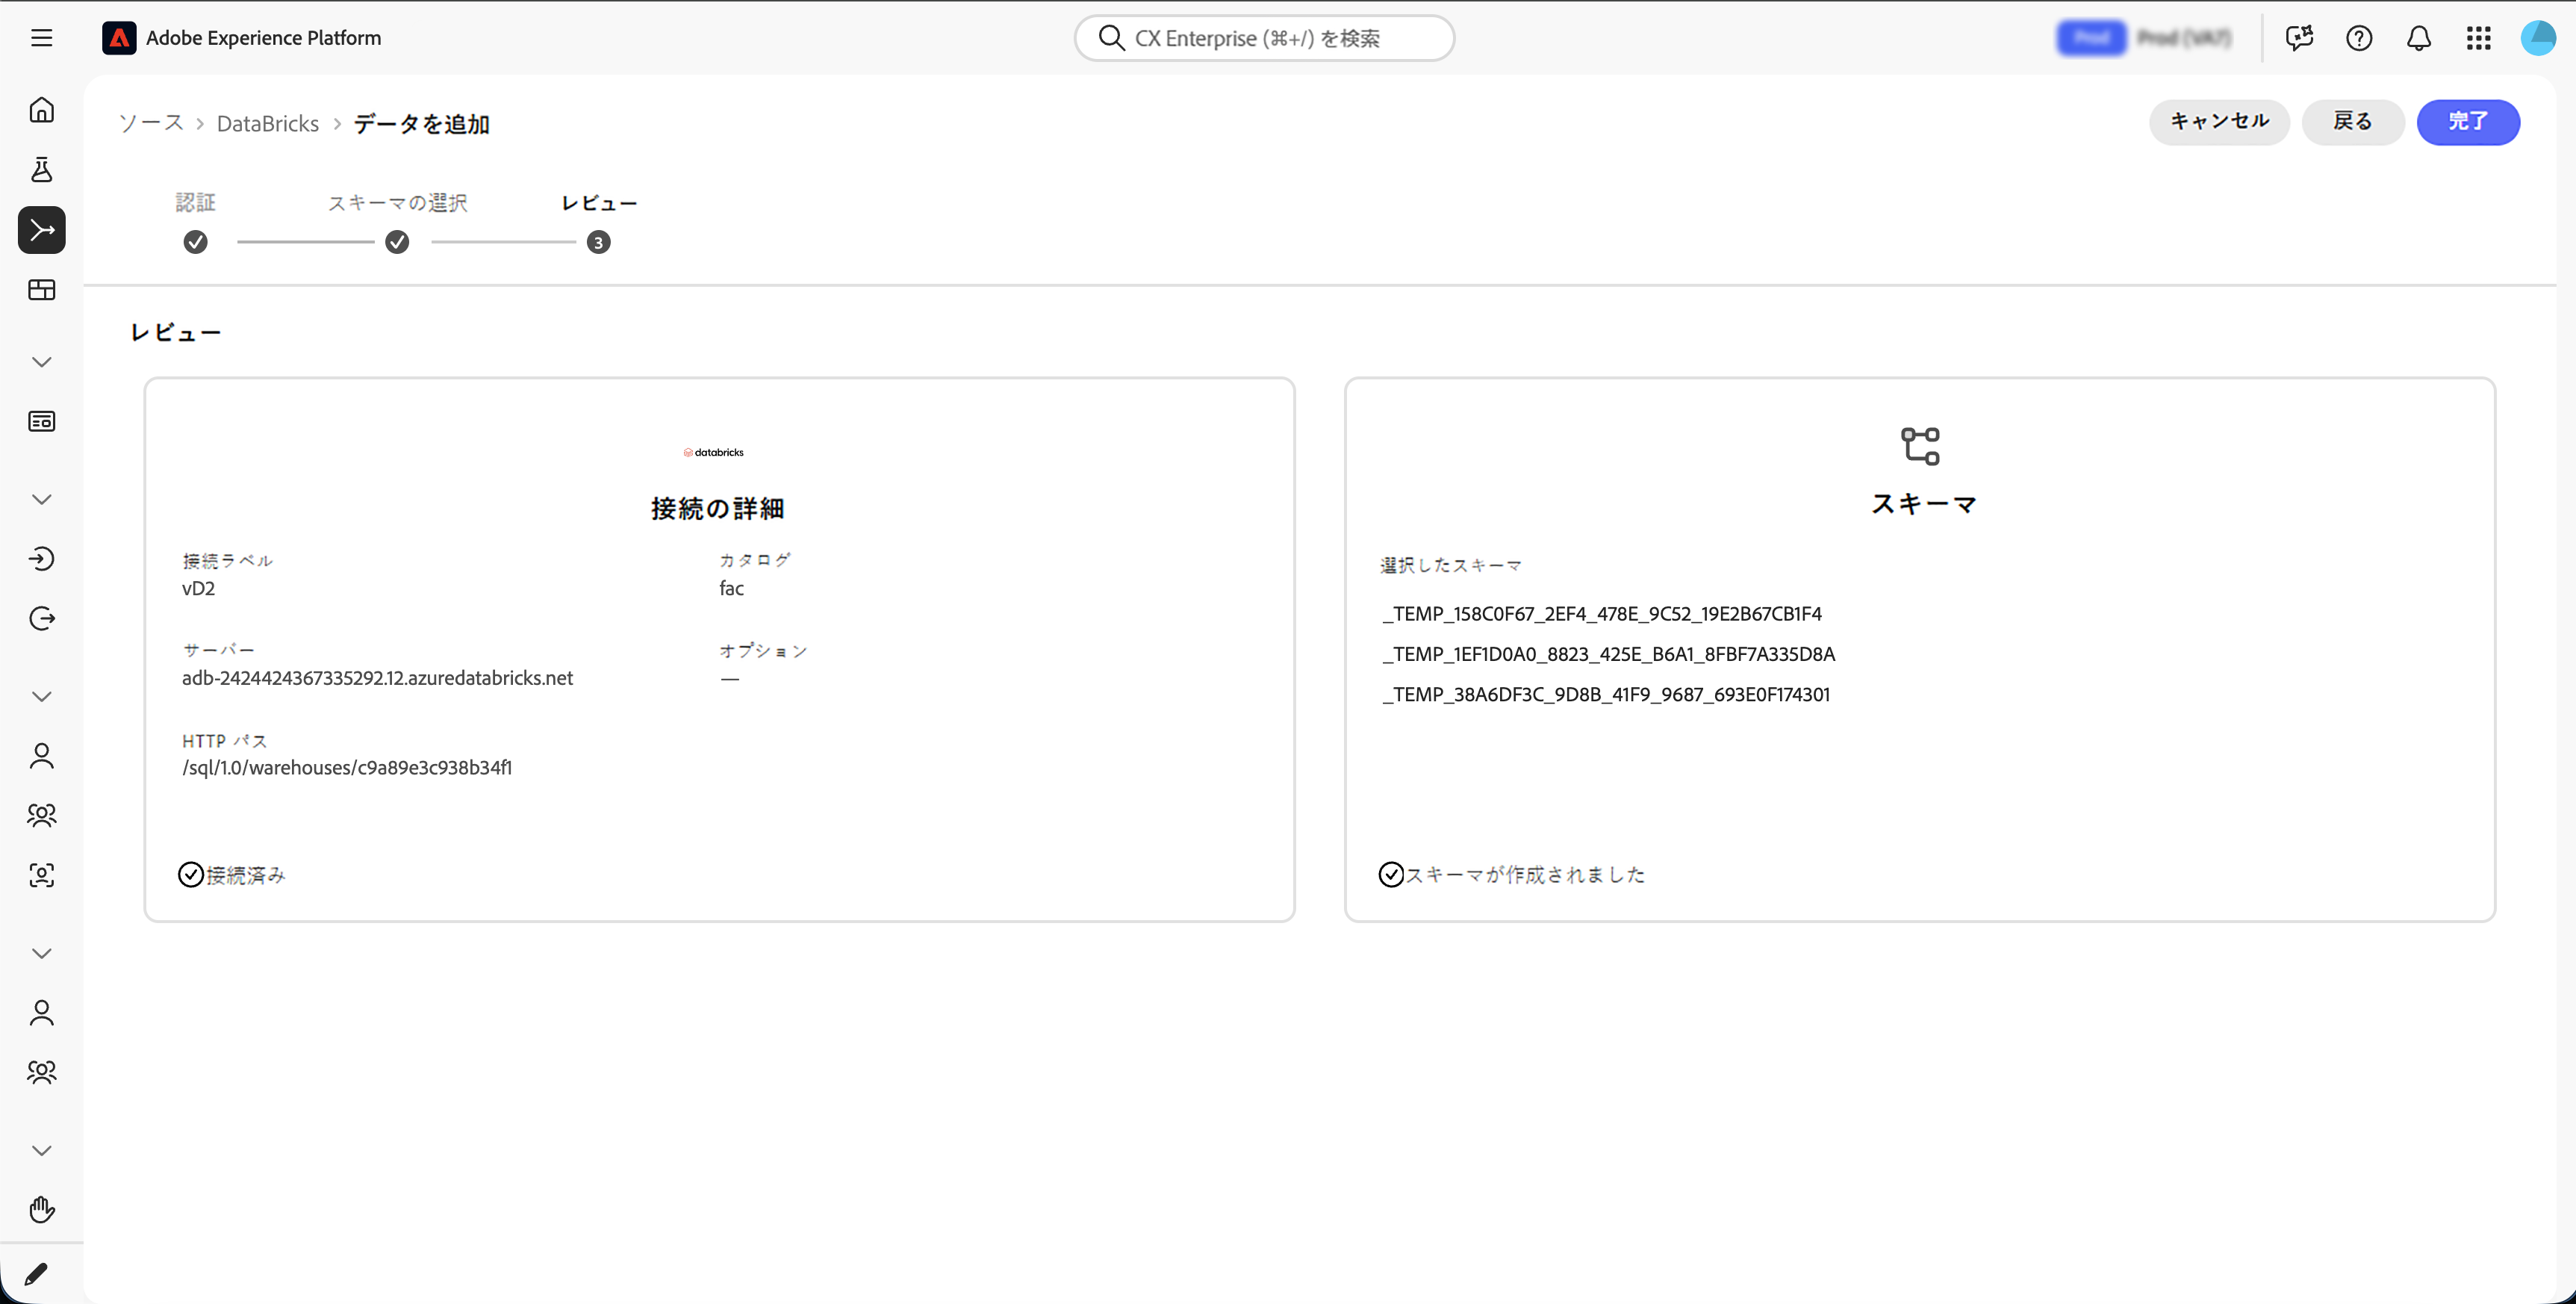 Adobe Experience Platform
CX Enterprise (⌘+/) を検索
Prod
Prod (VA7)
ソース > DataBricks > データを追加
キャンセル
戻る
完了
認証
スキーマの選択
レビュー
3
レビュー
databricks
接続の詳細
接続ラベル
vD2
カタログ
fac
サーバー
adb-2424424367335292.12.azuredatabricks.net
オプション
—
HTTP パス
/sql/1.0/warehouses/c9a89e3c938b34f1
接続済み
スキーマ
選択したスキーマ
_TEMP_158C0F67_2EF4_478E_9C52_19E2B67CB1F4
_TEMP_1EF1D0A0_8823_425E_B6A1_8FBF7A335D8A
_TEMP_38A6DF3C_9D8B_41F9_9687_693E0F174301
スキーマが作成されました